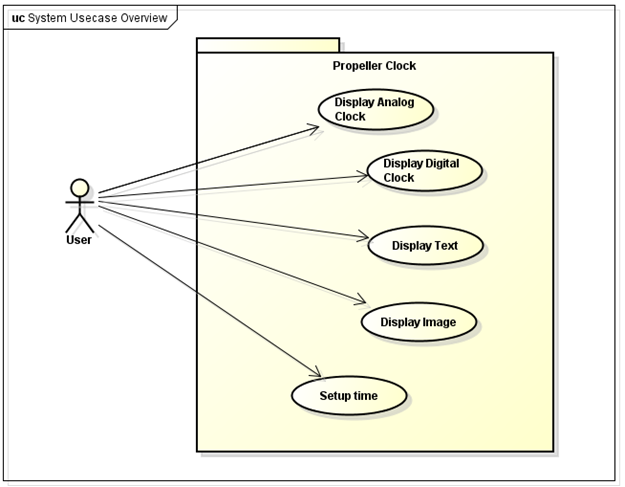 uc System Usecase Overview
Propeller Clock
Display Analog
Clock
Display Digital
Clock
User
Display Text
Display Image
Setup time